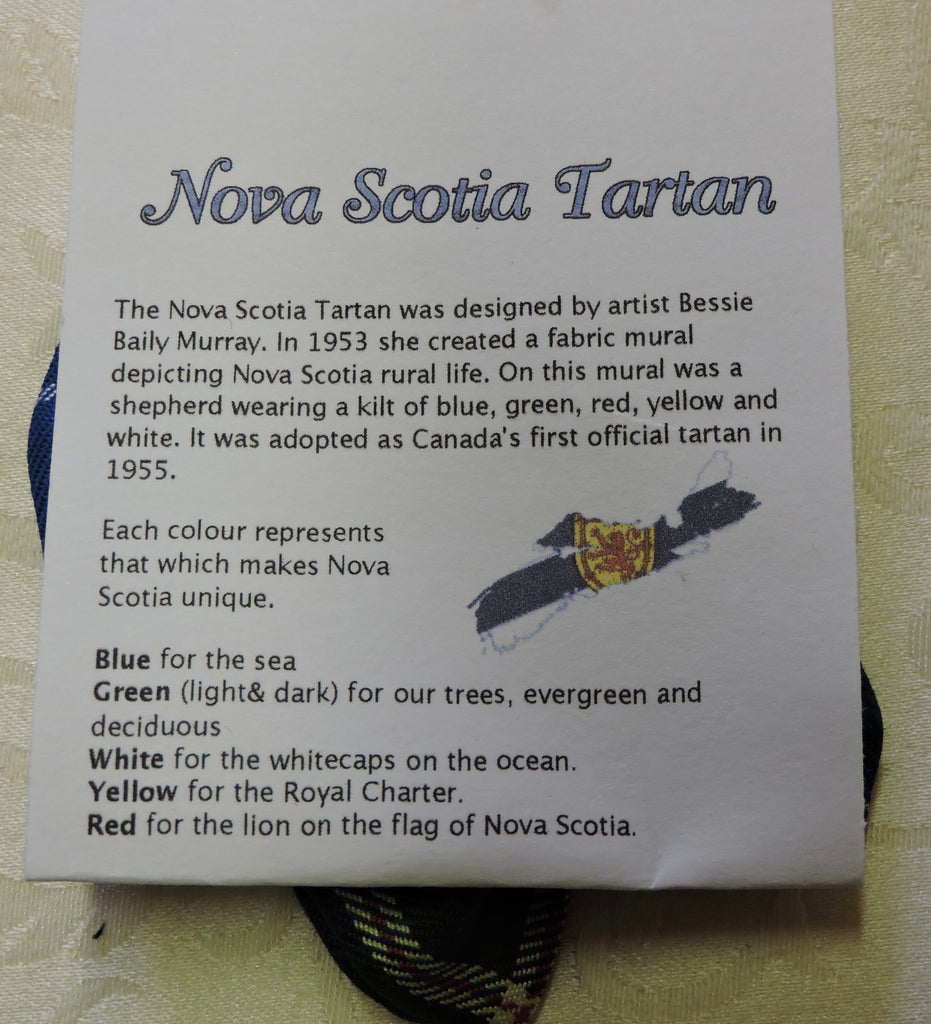 Nova Scotia Tartan
The Nova Scotia Tartan was designed by artist Bessie
Baily Murray. In 1953 she created a fabric mural
depicting Nova Scotia rural life. On this mural was a
shepherd wearing a kilt of blue, green, red, yellow and
white. It was adopted as Canada's first official tartan in
1955.
Each colour represents
that which makes Nova
Scotia unique.
Blue for the sea
Green (light& dark) for our trees, evergreen and
deciduous
White for the whitecaps on the ocean.
Yellow for the Royal Charter.
Red for the lion on the flag of Nova Scotia.